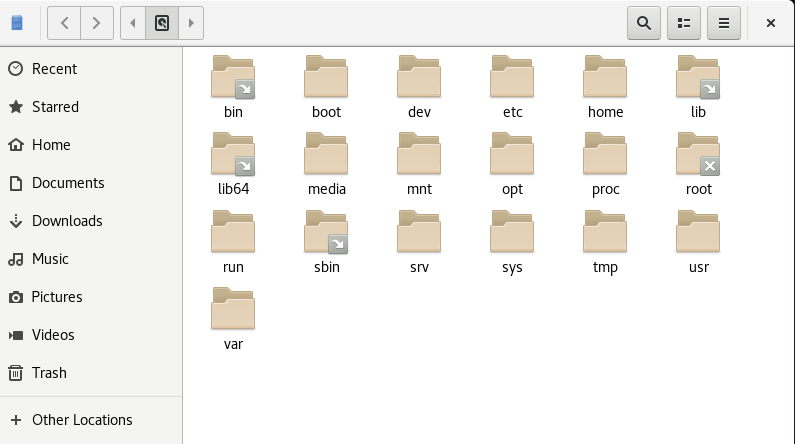 Recent
Starred
Home
Documents
Downloads
Music
Pictures
Videos
Trash
Other Locations
bin boot dev etc home lib
lib64 media mnt opt proc root
run sbin srv sys tmp usr
var